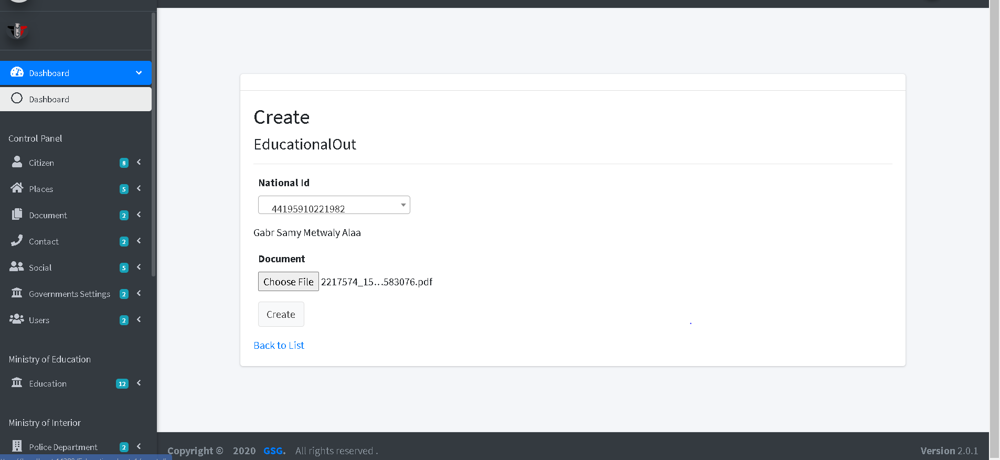 Dashboard
Dashboard
Control Panel
Citizen 8
Places 5
Document 2
Contact 2
Social 5
Governments Settings 2
Users 2
Ministry of Education
Education 12
Ministry of Interior
Police Department 2
Create
EducationalOut
National Id
44195910221982
Gabr Samy Metwaly Alaa
Document
Choose File 2217574_15...583076.pdf
Create
Back to List
Copyright © 2020 GSG. All rights reserved .
Version 2.0.1